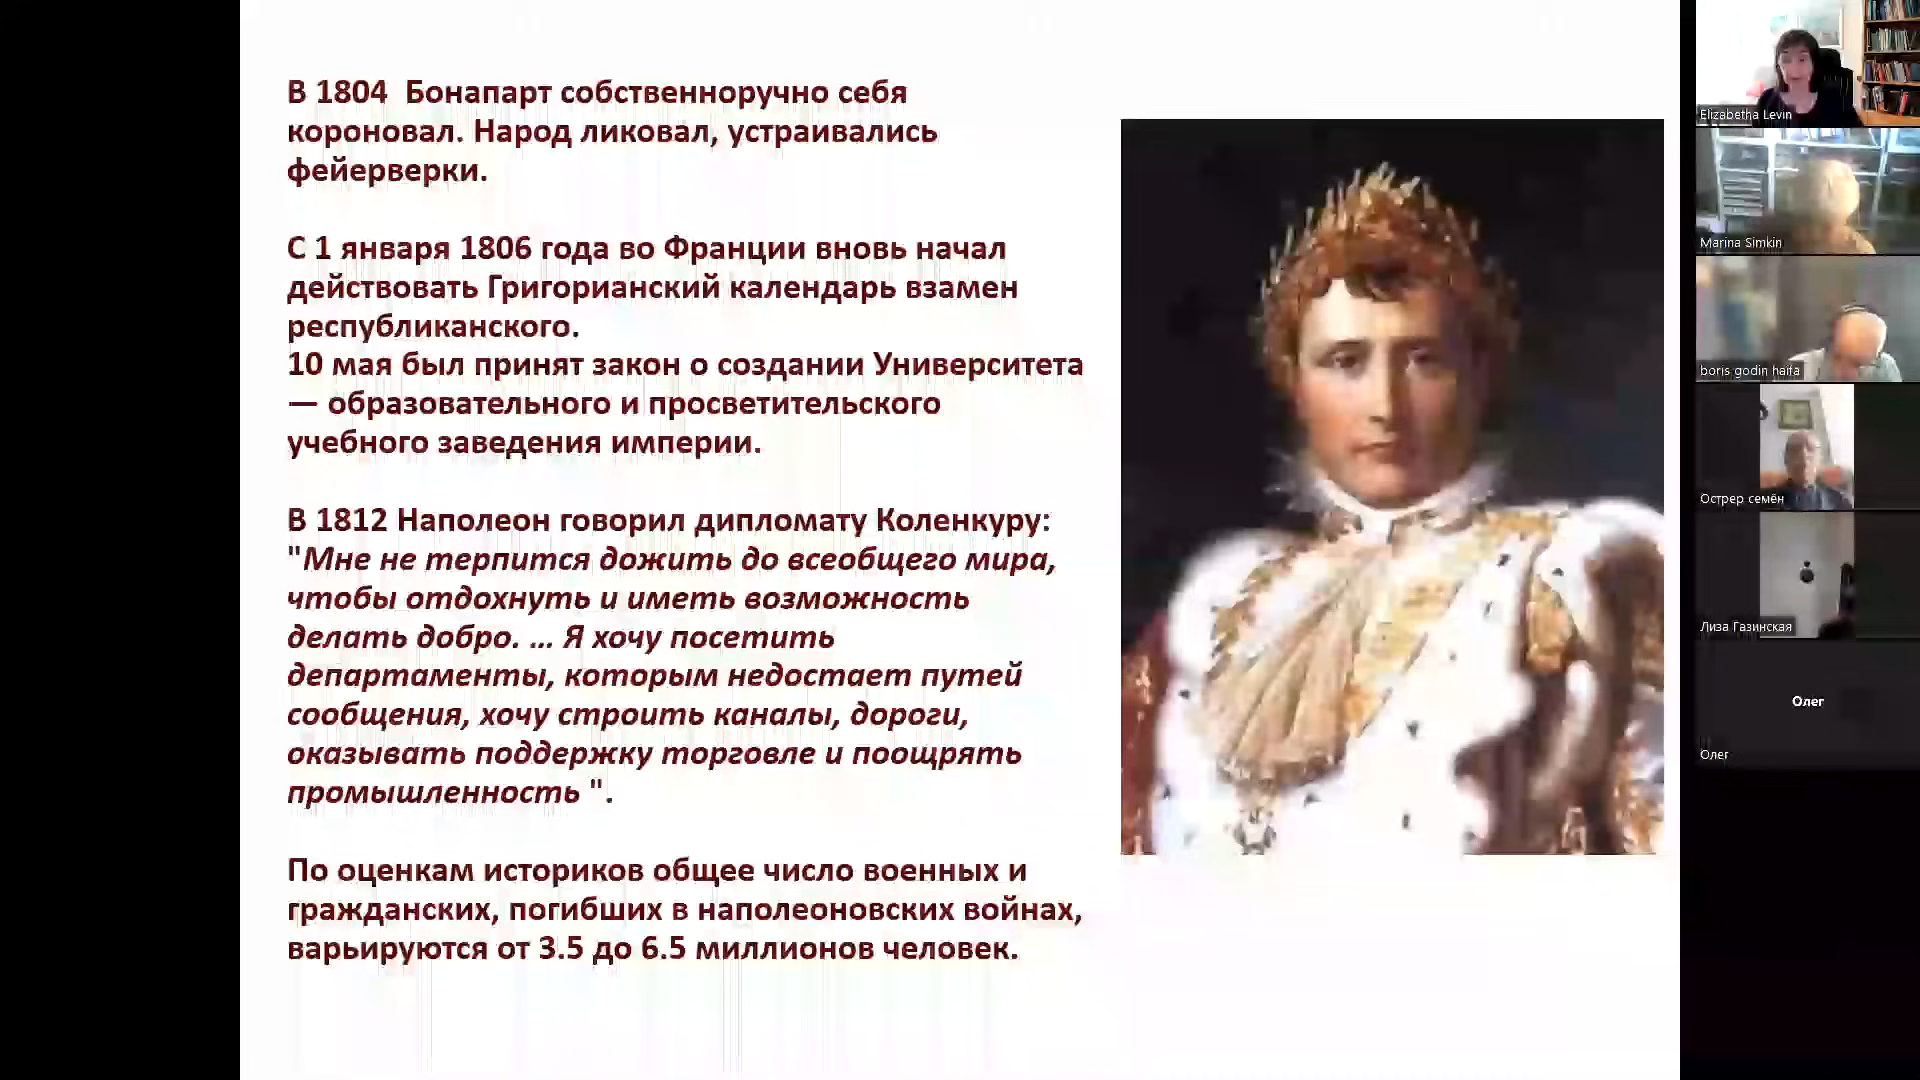 В 1804  Бонапарт собственноручно себя
короновал. Народ ликовал, устраивались
фейерверки.
С 1 января 1806 года во Франции вновь начал
действовать Григорианский календарь взамен
республиканского.
10 мая был принят закон о создании Университета
— образовательного и просветительского
учебного заведения империи.
В 1812 Наполеон говорил дипломату Коленкуру:
"Мне не терпится дожить до всеобщего мира,
чтобы отдохнуть и иметь возможность
делать добро. ... Я хочу посетить
департаменты, которым недостает путей
сообщения, хочу строить каналы, дороги,
оказывать поддержку торговле и поощрять
промышленность ".
По оценкам историков общее число военных и
гражданских, погибших в наполеоновских войнах,
варьируются от 3.5 до 6.5 миллионов человек.
Elizabetha Levin
Marina Simkin
boris godin haifa
Острер семён
Лиза Газинская
Олег
Олег